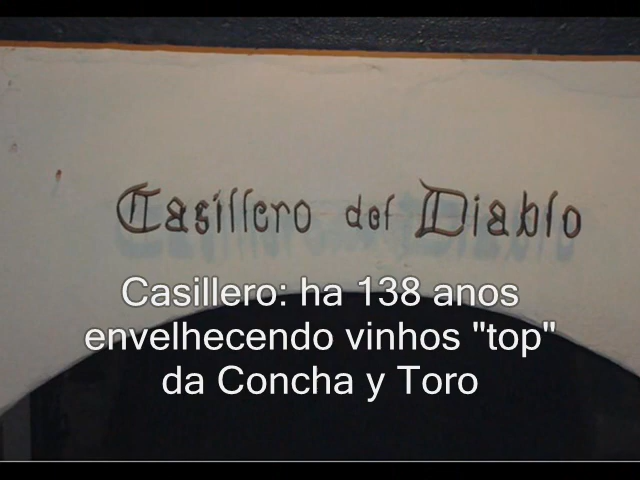 Casillero del Diablo
Casillero: ha 138 anos
envelhecendo vinhos "top"
da Concha y Toro